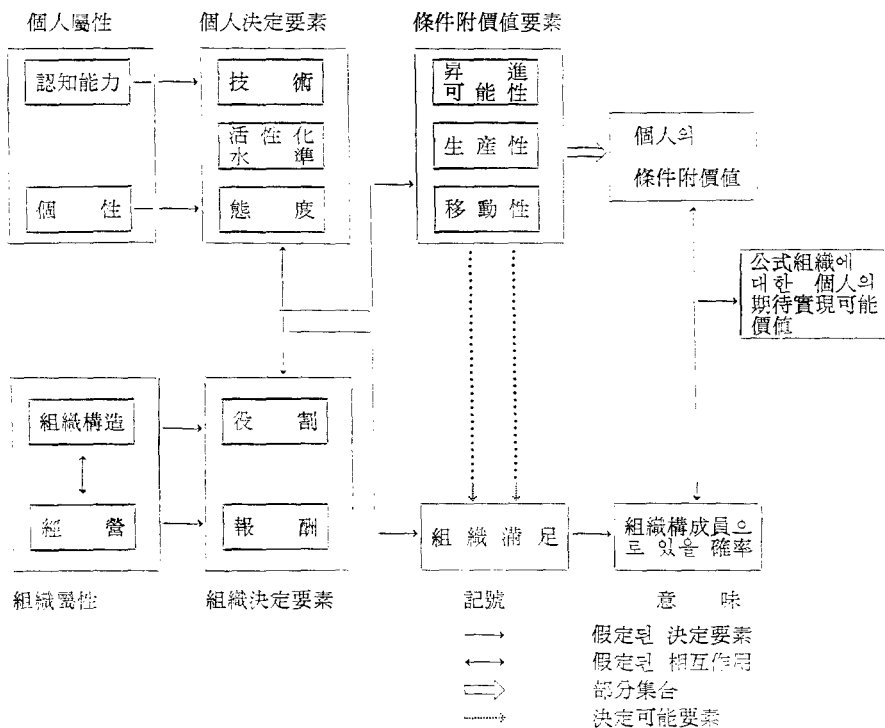 個人屬性 個人決定要素 條件附價値要素
認知能力
技 術
活 性 化
水 準
個 性
態 度
昇 進
可 能 性
生 産 性
移 動 性
個人의
條件附價値
公式組織에
대한 個人의
期待實現可能
價値
組織構造
經 營
役 割
報 酬
組 織 滿 足
組織構成員으
로 있을 確率
組織屬性 組織決定要素 記號 意 味
假定된 決定要素
假定된 相互作用
部分集合
決定可能要素